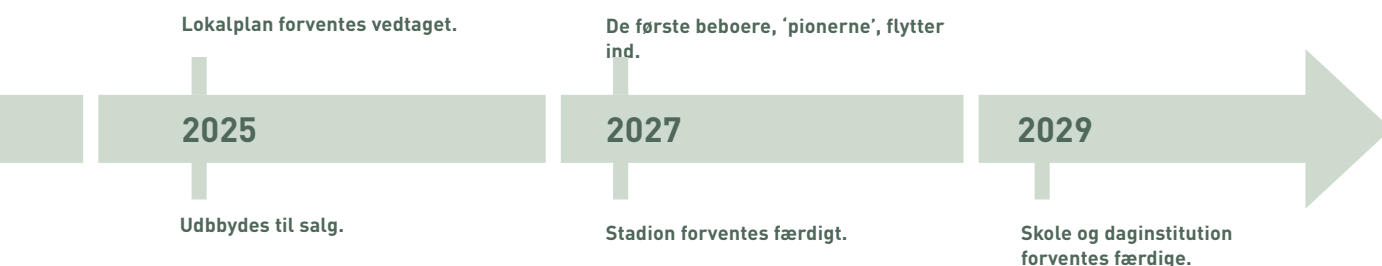 Lokalplan forventes vedtaget.
De første beboere, ‘pionerne’, flytter
ind.
2025
2027
2029
Udbbydes til salg.
Stadion forventes færdigt.
Skole og daginstitution
forventes færdige.